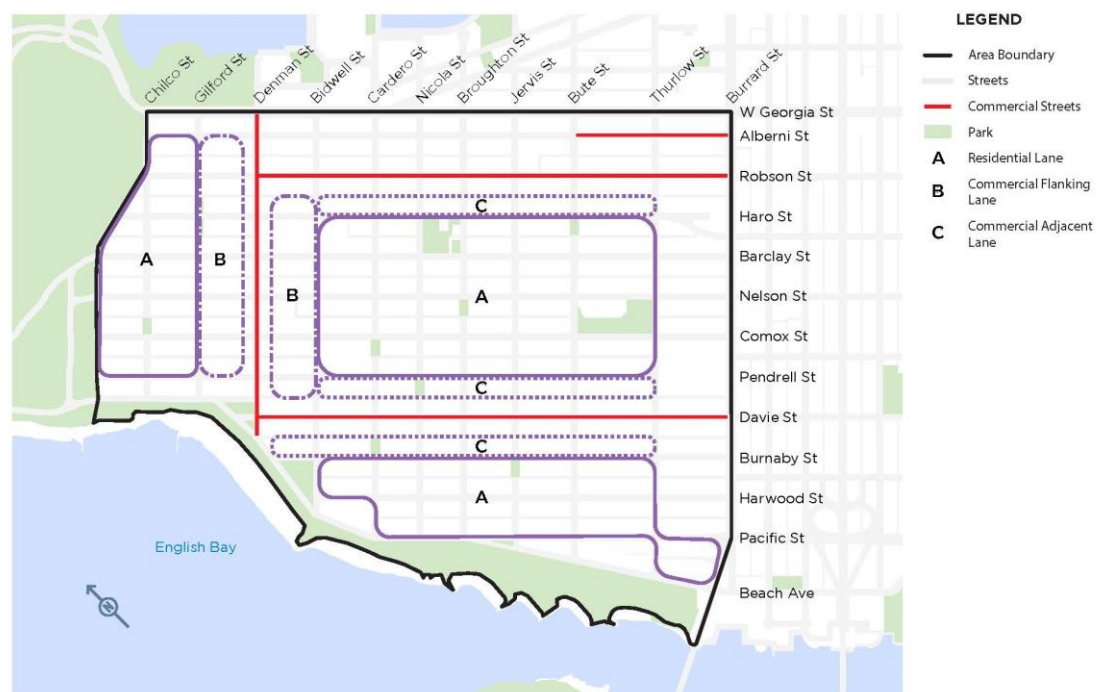 Chilco St
Gilford St
Denman St
Bidwell St
Cardero St
Nicola St
Broughton St
Jervis St
Bute St
Thurlow St
Burrard St
W Georgia St
Alberni St
Robson St
C
Haro St
A
B
Barclay St
B
A
Nelson St
Comox St
Pendrell St
C
Davie St
C
Burnaby St
A
Harwood St
Pacific St
English Bay
Beach Ave
N
LEGEND
Area Boundary
Streets
Commercial Streets
Park
A Residential Lane
B Commercial Flanking
Lane
C Commercial Adjacent
Lane